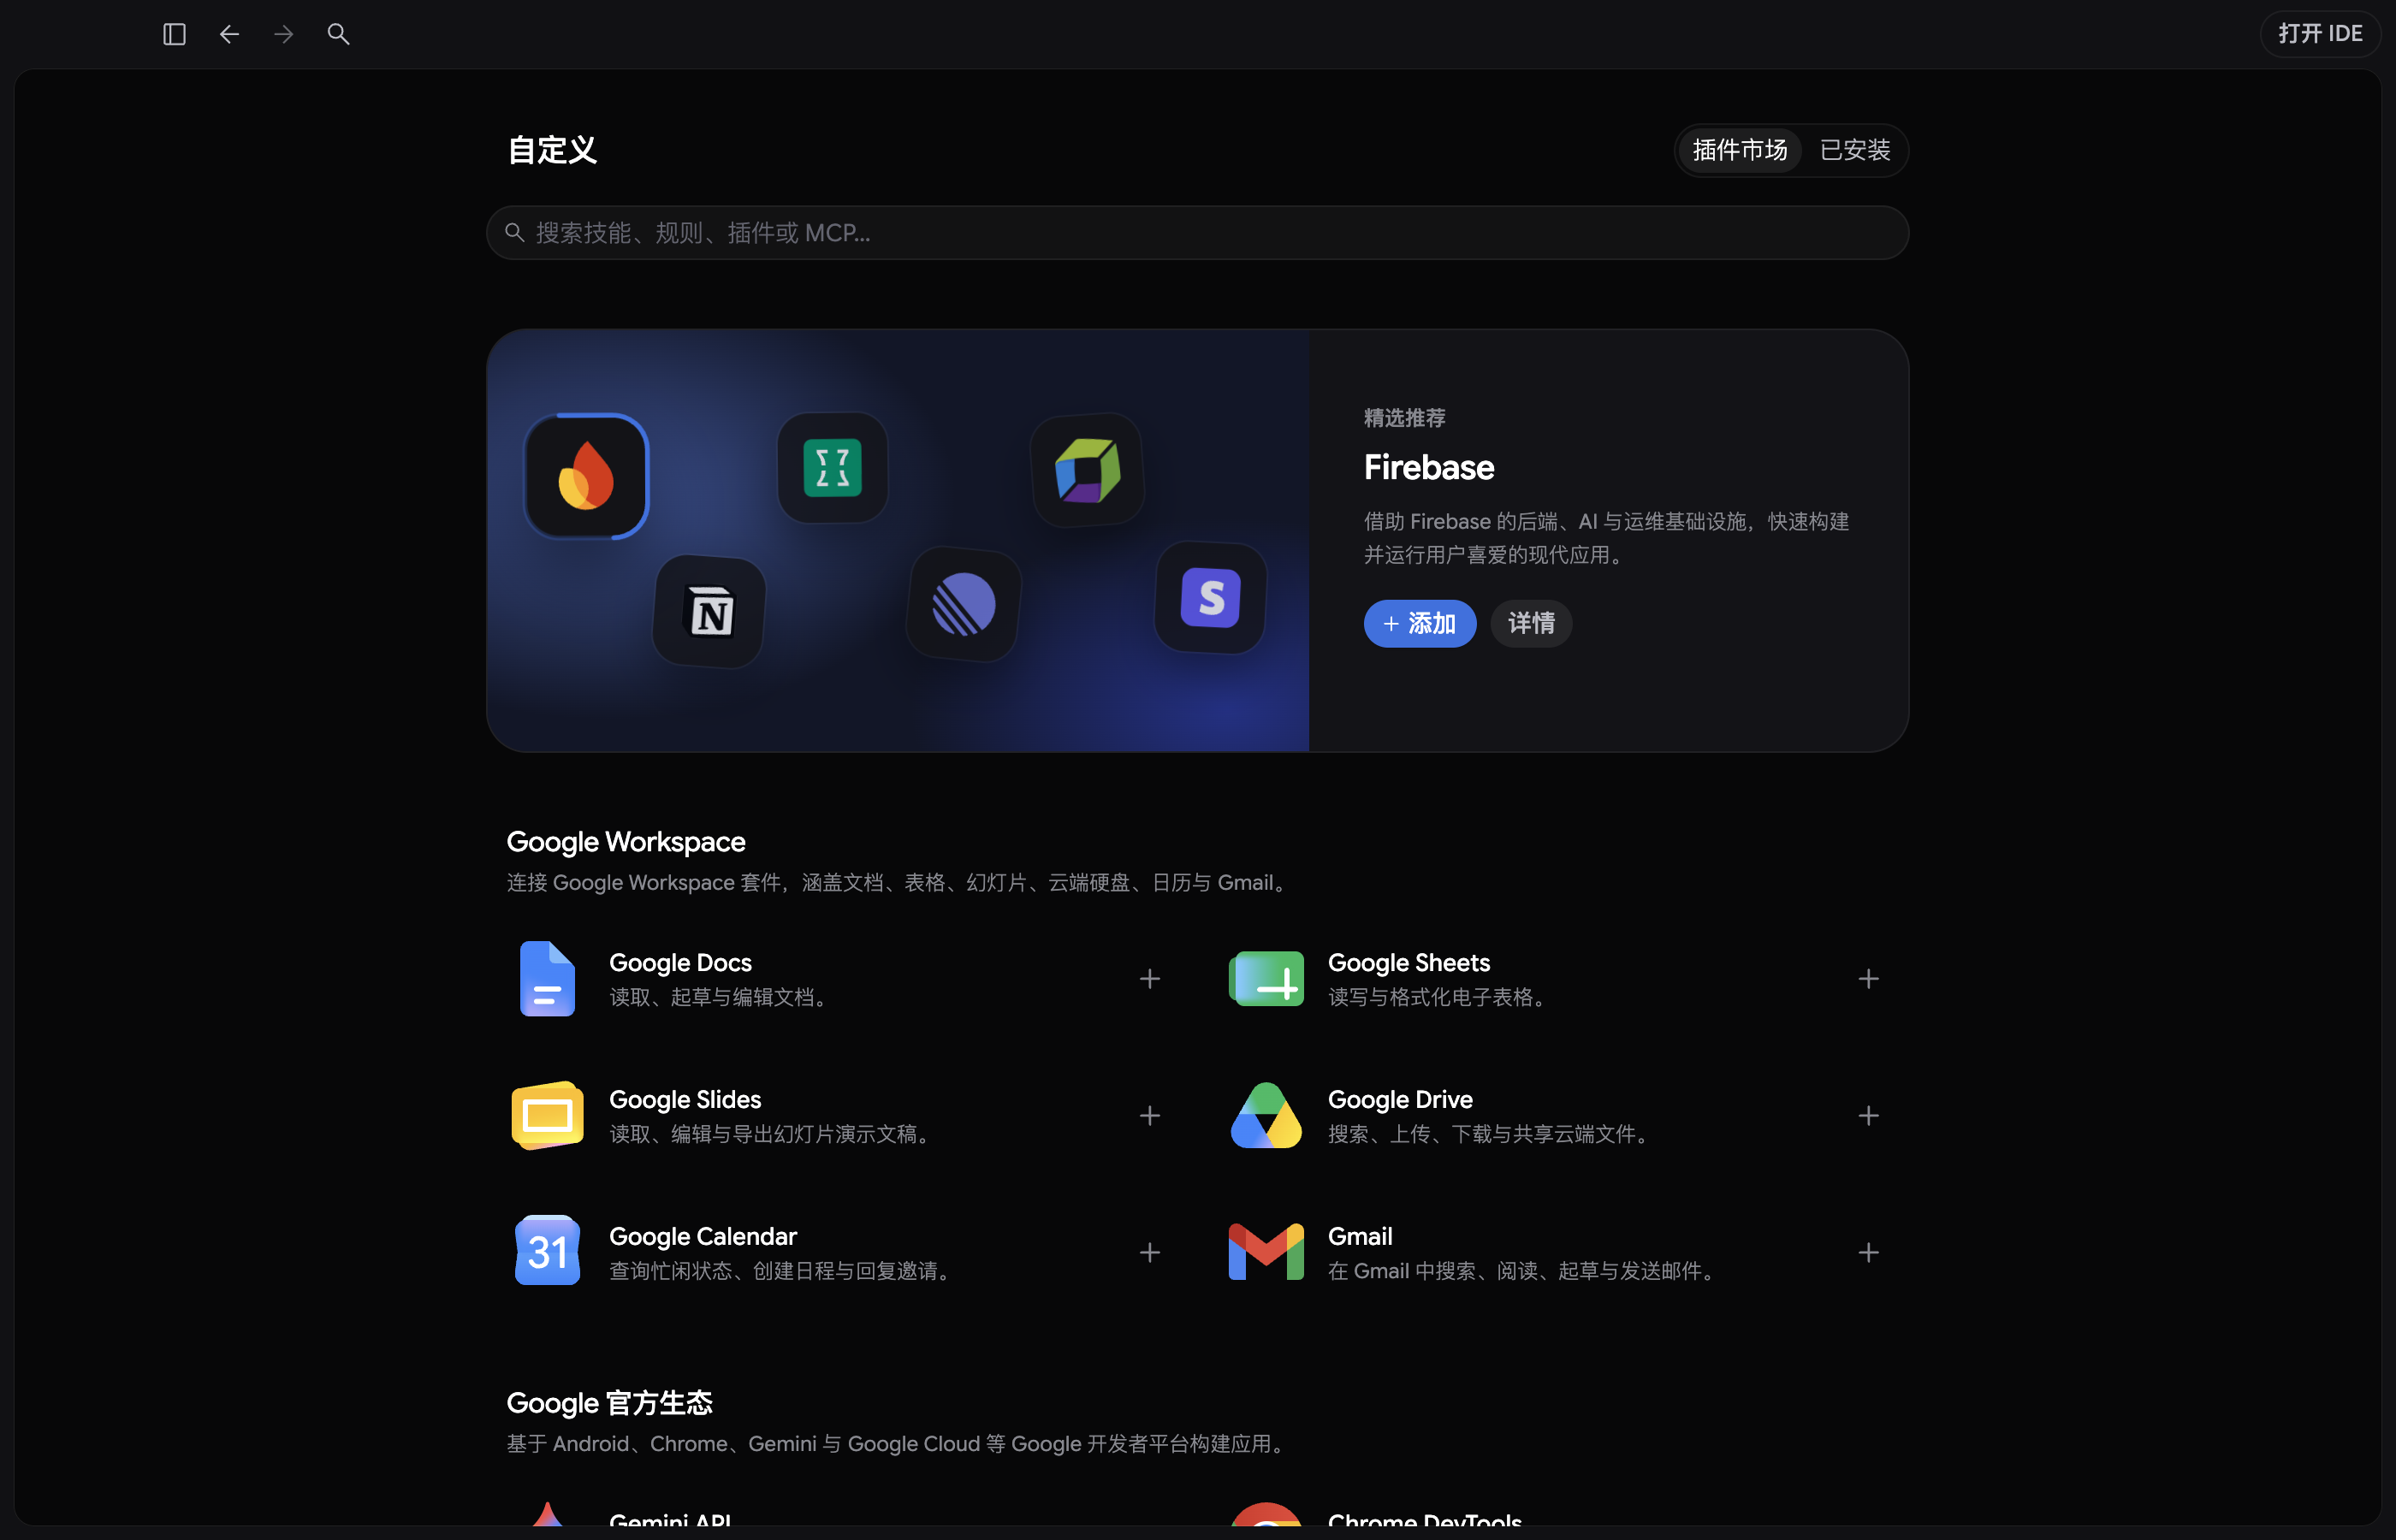 打开 IDE
自定义
插件市场
已安装
搜索技能、规则、插件或 MCP...
精选推荐
Firebase
借助 Firebase 的后端、AI 与运维基础设施，快速构建
并运行用户喜爱的现代应用。
+ 添加
详情
N
S
Google Workspace
连接 Google Workspace 套件，涵盖文档、表格、幻灯片、云端硬盘、日历与 Gmail。
Google Docs
读取、起草与编辑文档。
Google Sheets
读写与格式化电子表格。
Google Slides
读取、编辑与导出幻灯片演示文稿。
Google Drive
搜索、上传、下载与共享云端文件。
31
Google Calendar
查询忙闲状态、创建日程与回复邀请。
Gmail
在 Gmail 中搜索、阅读、起草与发送邮件。
Google 官方生态
基于 Android、Chrome、Gemini 与 Google Cloud 等 Google 开发者平台构建应用。
Gemini API
Chrome DevTools